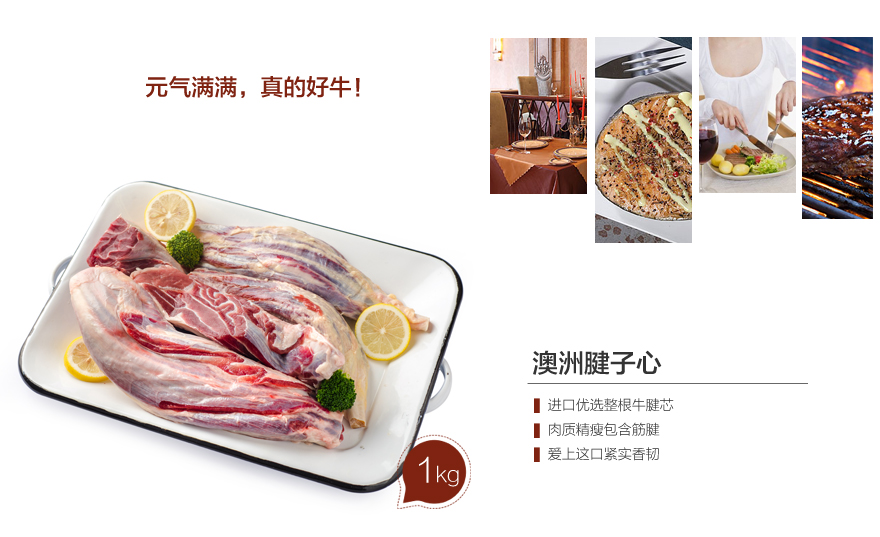 元气满满，真的好牛！
澳洲腱子心
进口优选整根牛腱芯
肉质精瘦包含筋腱
爱上这口紧实香韧
1kg